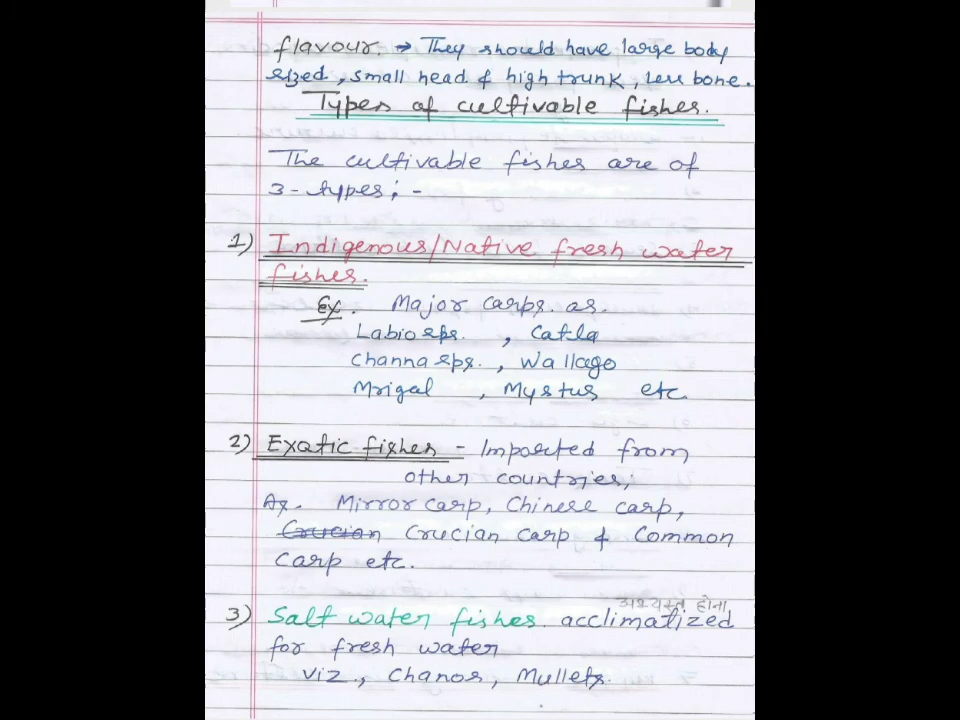 flavour. → They should have large body
sized, small head & high trunk, less bone.
Types of cultivable fishes.
The cultivable fishes are of
3-types; -
1) Indigenous/Native fresh water
fishes.
Ex. Major carps. as.
Labio sps. , Catla
Channa sps. , Wallago
Mrigal , Mystus etc.
2) Exatic fishes - Imported from
other countries;
As. Mirror carp, Chinese carp,
Crucian Crucian carp & Common
carp etc.
अभ्यस्त होना
3) Salt water fishes acclimatized
for fresh water
viz., Chanos, Mullets.